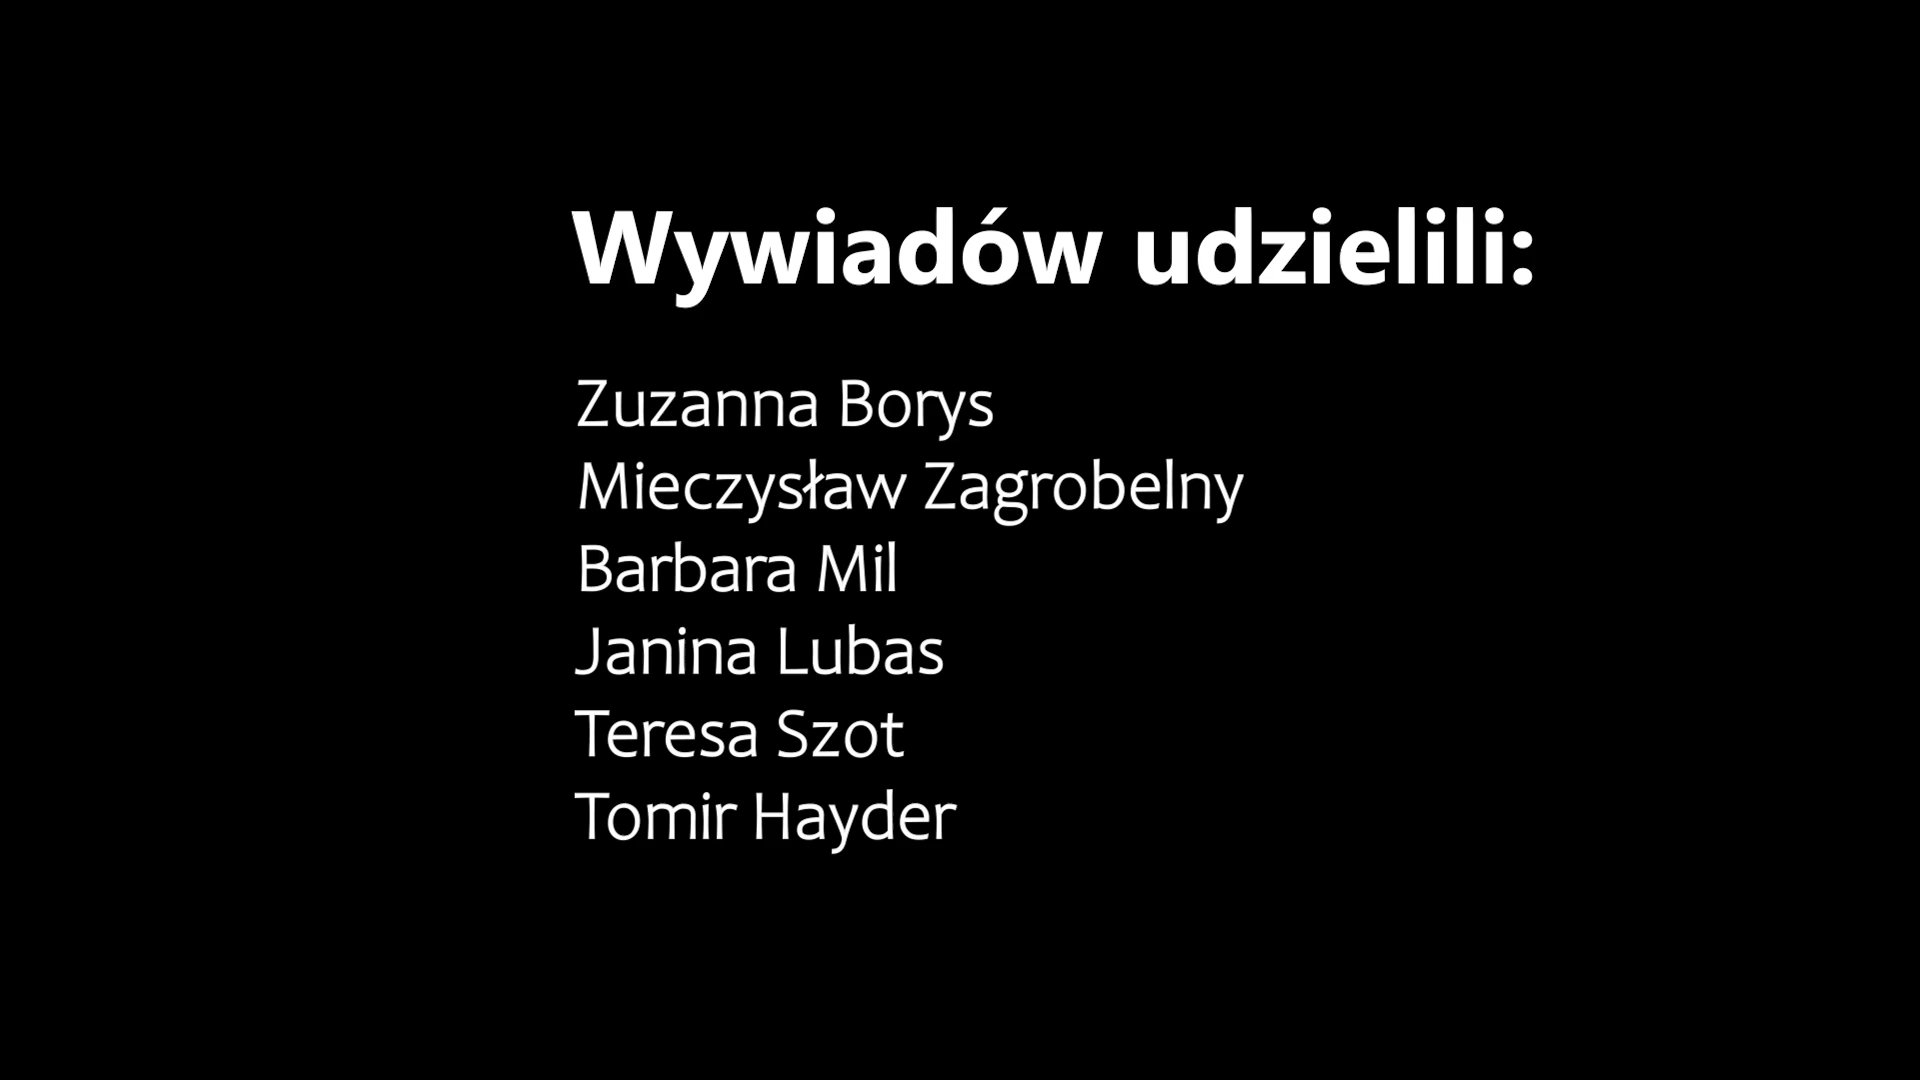 Wywiadów udzielili:
Zuzanna Borys
Mieczysław Zagrobelny
Barbara Mil
Janina Lubas
Teresa Szot
Tomir Hayder